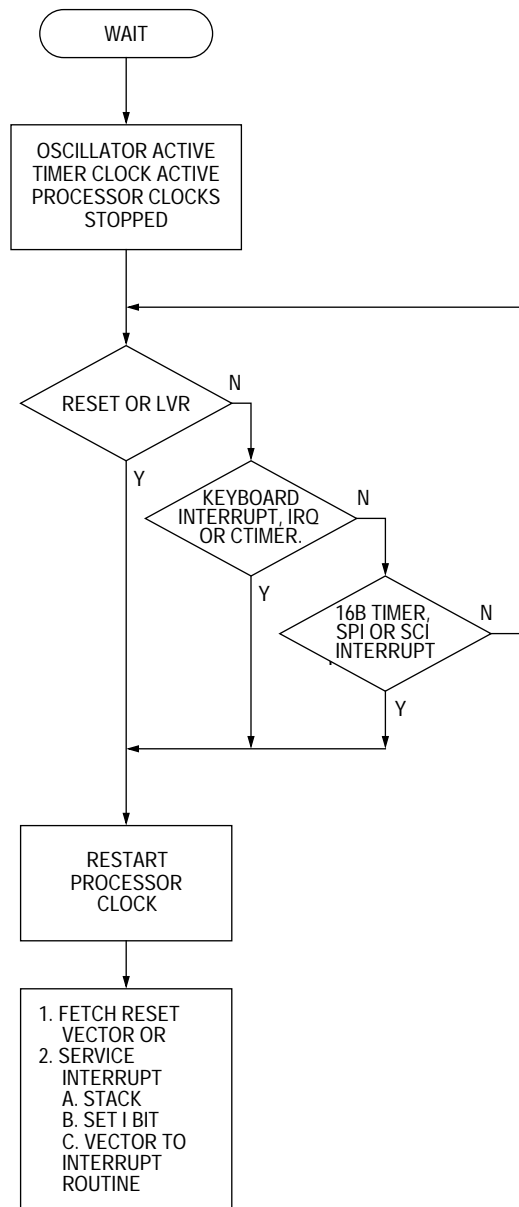 WAIT
OSCILLATOR ACTIVE
TIMER CLOCK ACTIVE
PROCESSOR CLOCKS
STOPPED
RESET OR LVR
N
Y
KEYBOARD
INTERRUPT, IRQ
OR CTIMER.
N
Y
16B TIMER,
SPI OR SCI
INTERRUPT
N
Y
RESTART
PROCESSOR
CLOCK
1. FETCH RESET
VECTOR OR
2. SERVICE
INTERRUPT
A. STACK
B. SET I BIT
C. VECTOR TO
INTERRUPT
ROUTINE